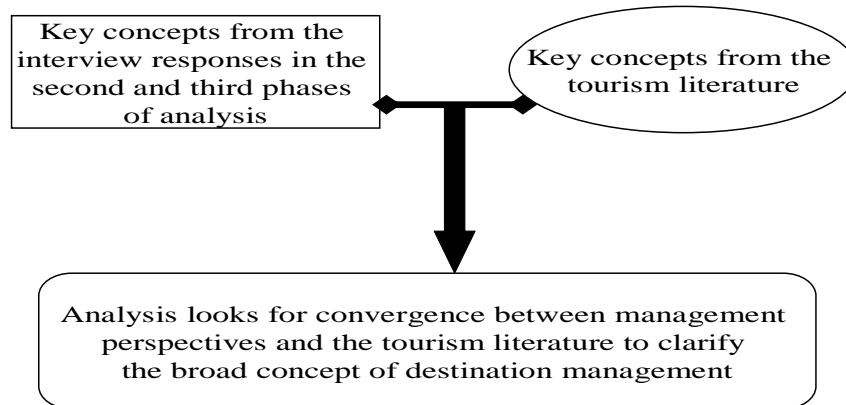 Key concepts from the
interview responses in the
second and third phases
of analysis
Key concepts from the
tourism literature
Analysis looks for convergence between management
perspectives and the tourism literature to clarify
the broad concept of destination management